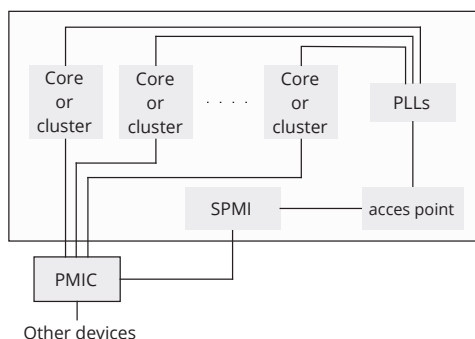 Core
or
cluster
Core
or
cluster
. . . .
Core
or
cluster
PLLs
SPMI
acces point
PMIC
Other devices